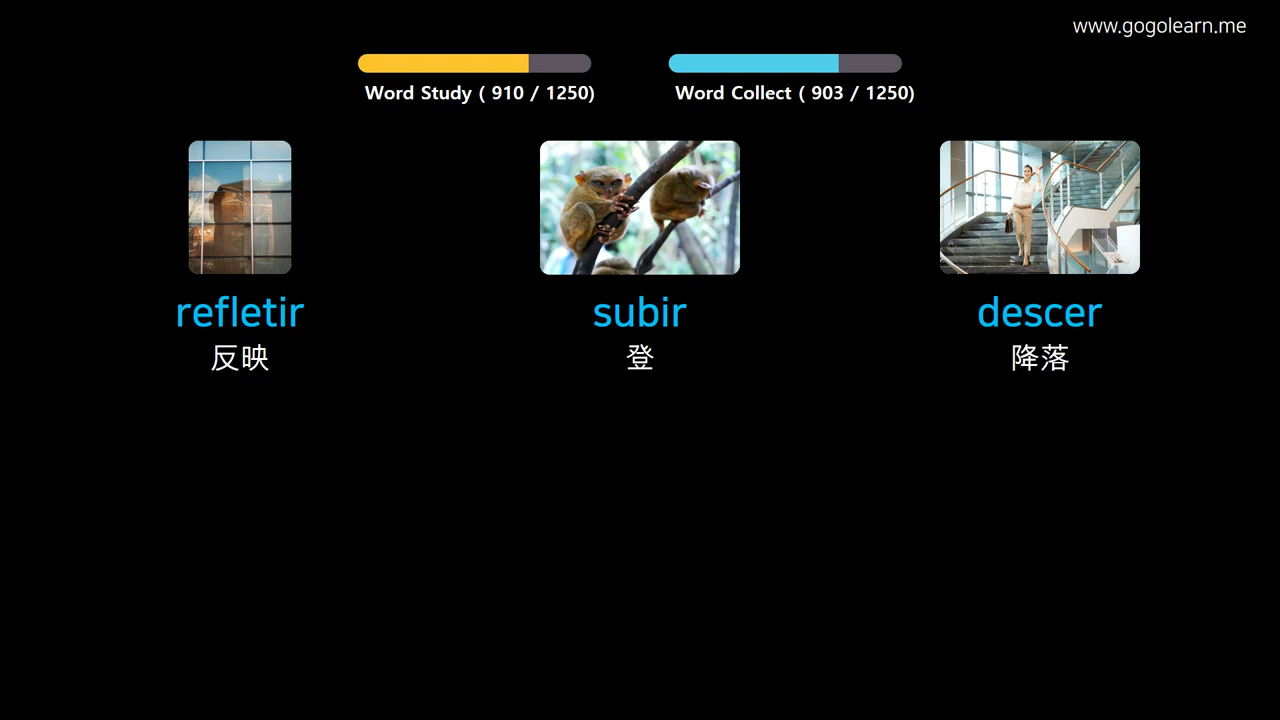 www.gogolearn.me
Word Study ( 910 / 1250)
Word Collect ( 903 / 1250)
refletir
反映
subir
登
descer
降落